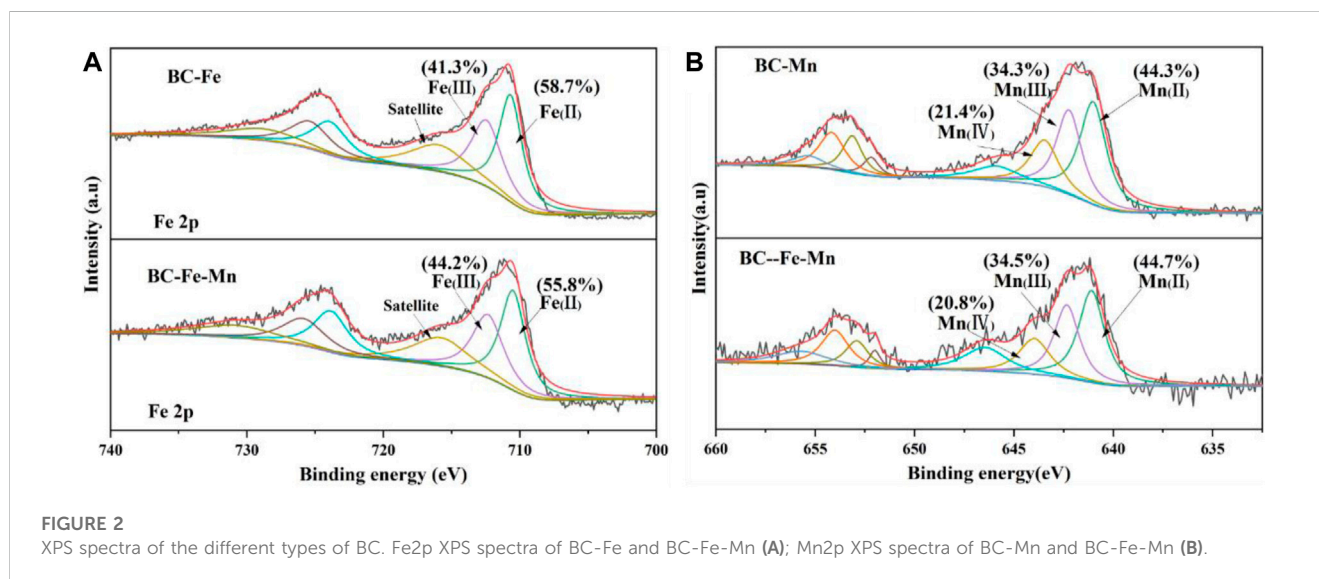 A
BC-Fe
(41.3%)
Fe(III)
(58.7%)
Fe(II)
Satellite
Fe 2p
BC-Fe-Mn
(44.2%)
Fe(III)
(55.8%)
Fe(II)
Satellite
Fe 2p
Intensity (a.u)
740 730 720 710 700
Binding energy (eV)
B
BC-Mn
(34.3%)
Mn(III)
(44.3%)
Mn(II)
(21.4%)
Mn(IV)
BC--Fe-Mn
(34.5%)
Mn(III)
(44.7%)
Mn(II)
(20.8%)
Mn(IV)
Intensity(a.u)
660 655 650 645 640 635
Binding energy(eV)
FIGURE 2
XPS spectra of the different types of BC. Fe2p XPS spectra of BC-Fe and BC-Fe-Mn (A); Mn2p XPS spectra of BC-Mn and BC-Fe-Mn (B).